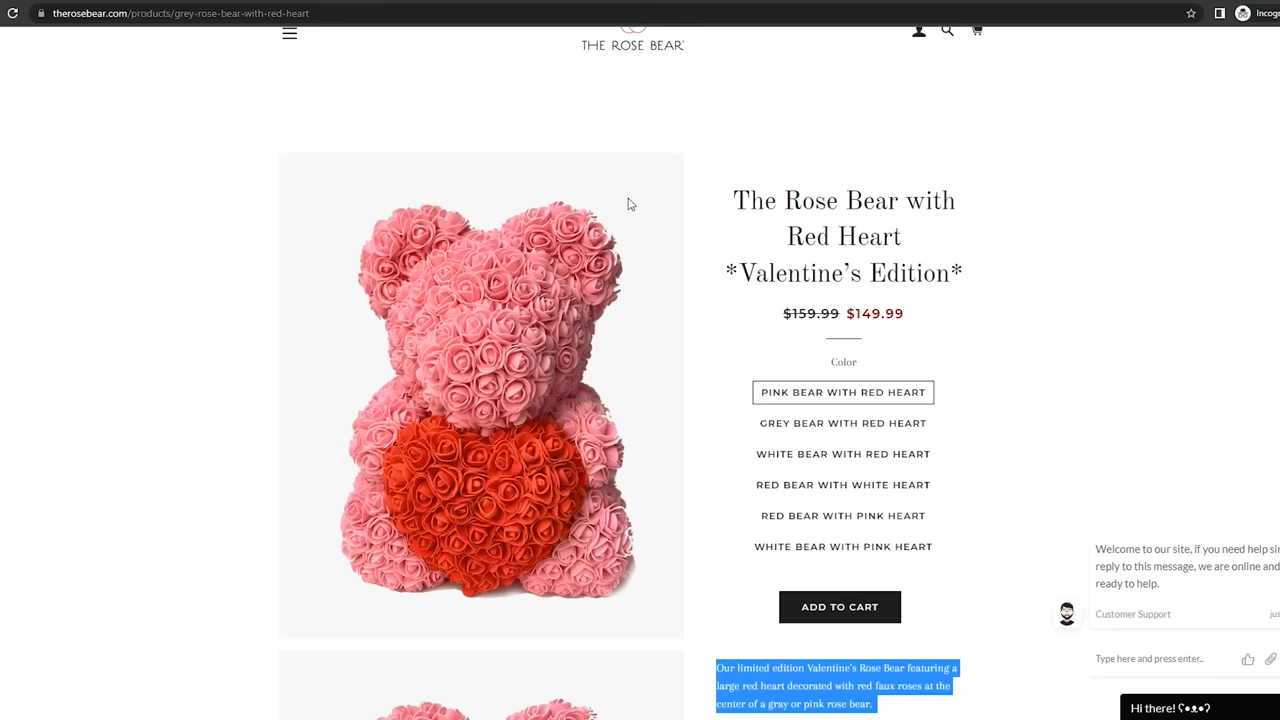 therosebear.com/products/grey-rose-bear-with-red-heart
Incog
THE ROSE BEAR
The Rose Bear with
Red Heart
*Valentine's Edition*
$159.99 $149.99
Color
PINK BEAR WITH RED HEART
GREY BEAR WITH RED HEART
WHITE BEAR WITH RED HEART
RED BEAR WITH WHITE HEART
RED BEAR WITH PINK HEART
WHITE BEAR WITH PINK HEART
ADD TO CART
Our limited edition Valentine's Rose Bear featuring a
large red heart decorated with red faux roses at the
center of a gray or pink rose bear.
Welcome to our site, if you need help sim
reply to this message, we are online and
ready to help.
Customer Support
jus
Type here and press enter..
Hi there! ʕ•ᴥ•ʔ